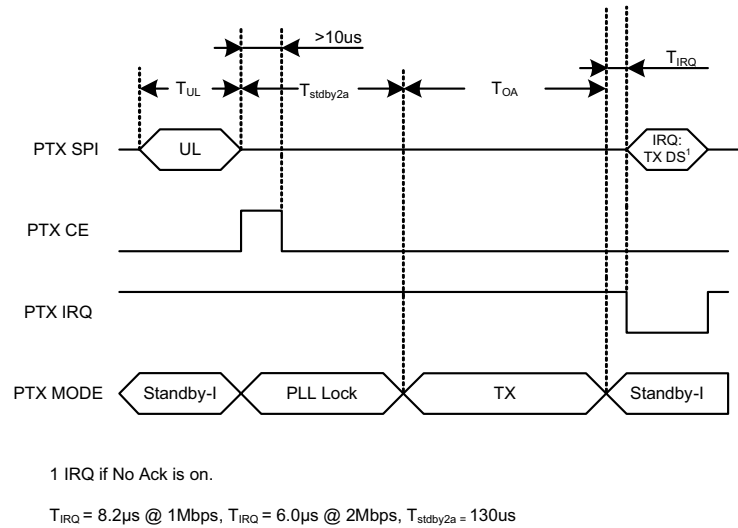 >10us
T_IRQ
T_UL T_stdby2a T_OA
PTX SPI UL IRQ: TX DS¹
PTX CE
PTX IRQ
PTX MODE Standby-I PLL Lock TX Standby-I
1 IRQ if No Ack is on.
T_IRQ = 8.2µs @ 1Mbps, T_IRQ = 6.0µs @ 2Mbps, T_stdby2a = 130us